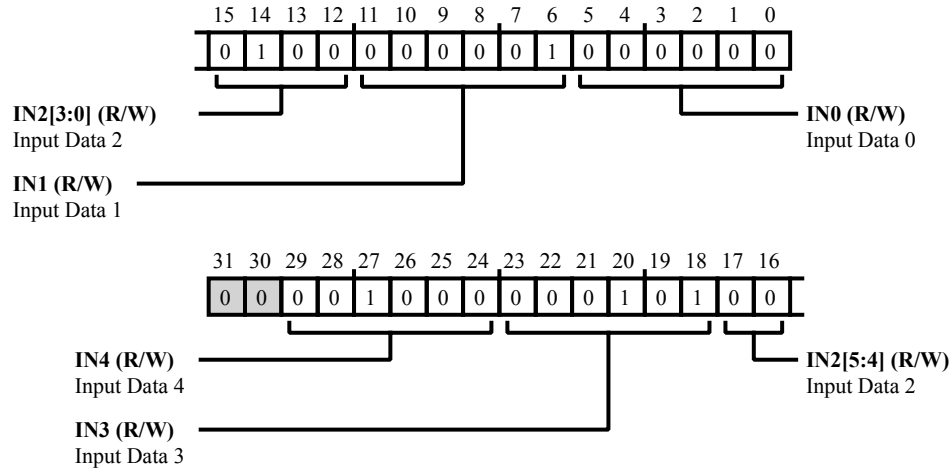 15 14 13 12 11 10 9 8 7 6 5 4 3 2 1 0
0 1 0 0 0 0 0 0 0 1 0 0 0 0 0 0
IN2[3:0] (R/W)
Input Data 2
IN0 (R/W)
Input Data 0
IN1 (R/W)
Input Data 1
31 30 29 28 27 26 25 24 23 22 21 20 19 18 17 16
0 0 0 0 1 0 0 0 0 0 0 1 0 1 0 0
IN4 (R/W)
Input Data 4
IN2[5:4] (R/W)
Input Data 2
IN3 (R/W)
Input Data 3